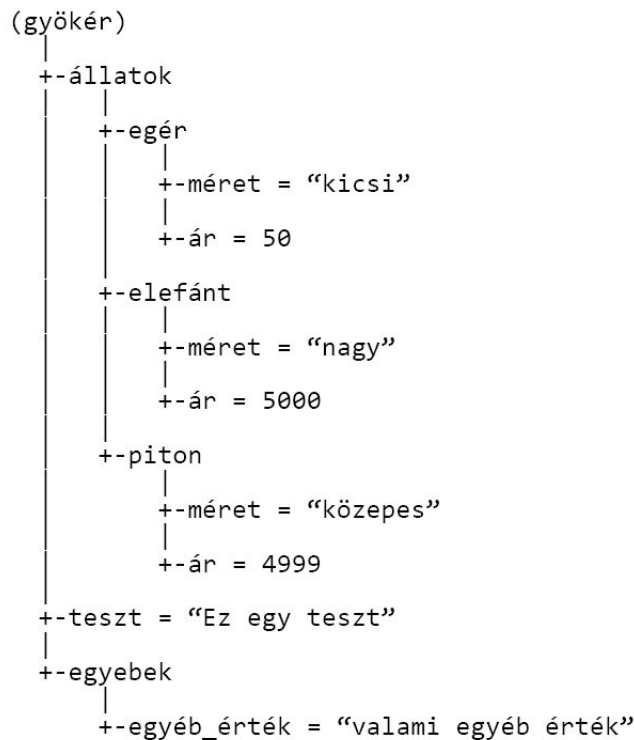 (gyökér)
+-állatok
+-egér
+-méret = “kicsi”
+-ár = 50
+-elefánt
+-méret = “nagy”
+-ár = 5000
+-piton
+-méret = “közepes”
+-ár = 4999
+-teszt = “Ez egy teszt”
+-egyebek
+-egyéb_érték = “valami egyéb érték”